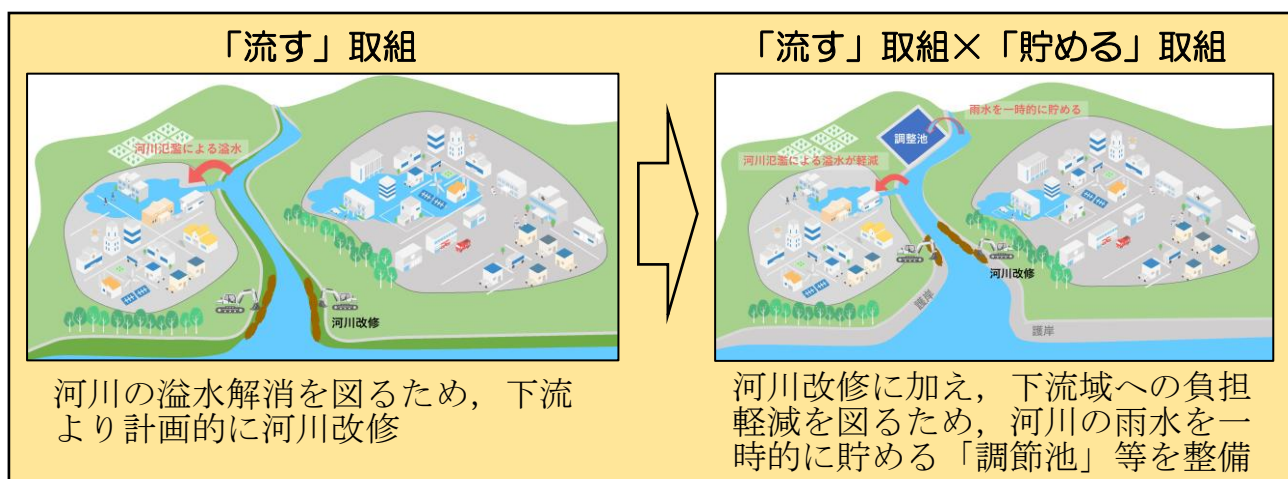 「流す」取組
河川氾濫による溢水
河川改修
河川の溢水解消を図るため，下流
より計画的に河川改修
「流す」取組×「貯める」取組
雨水を一時的に貯める
調整池
河川氾濫による溢水が軽減
河川改修
護岸
護岸
河川改修に加え，下流域への負担
軽減を図るため，河川の雨水を一
時的に貯める「調節池」等を整備